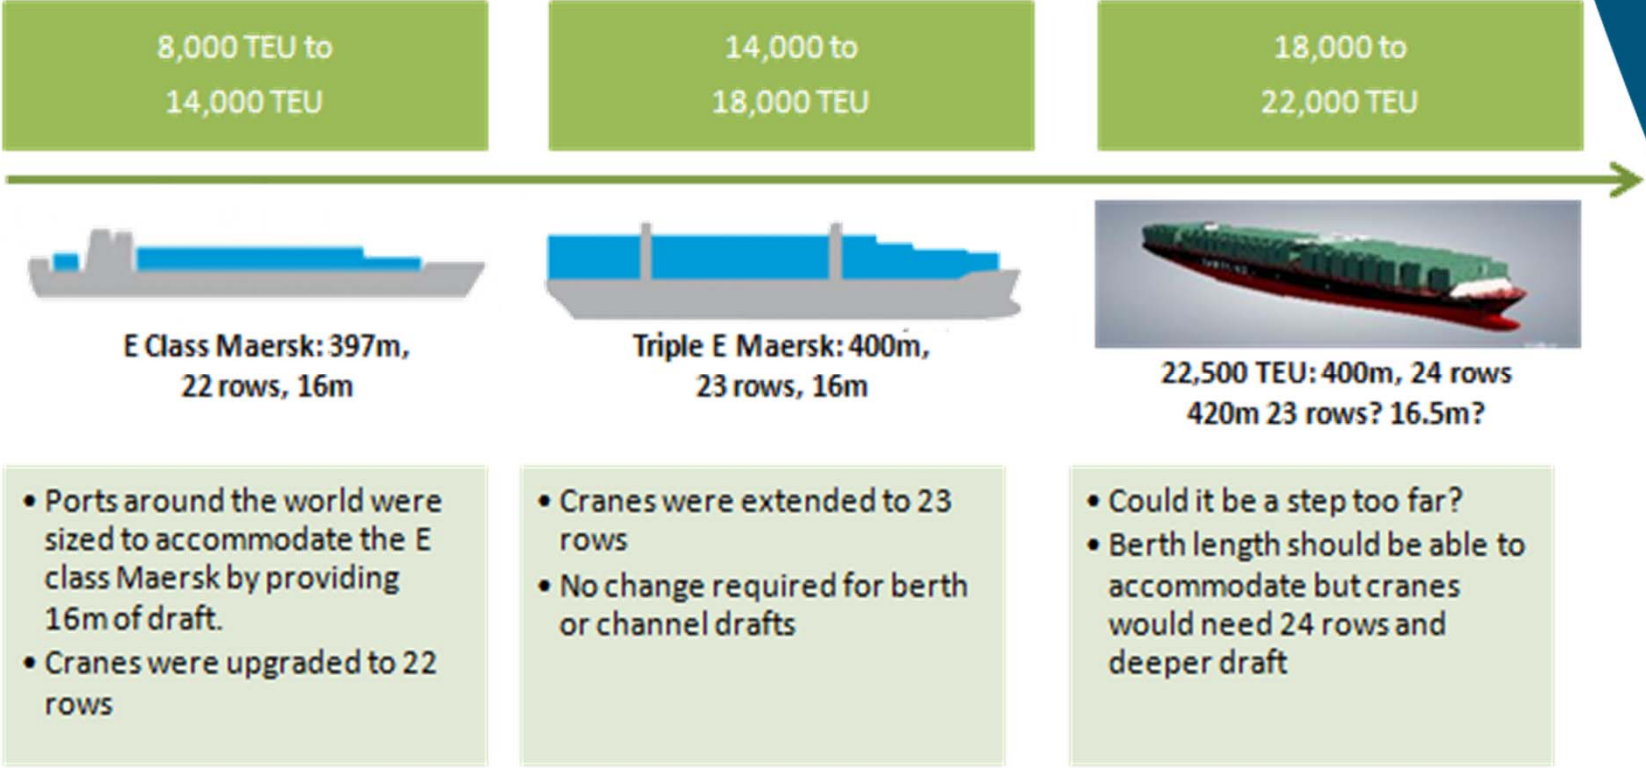 8,000 TEU to
14,000 TEU
14,000 to
18,000 TEU
18,000 to
22,000 TEU
E Class Maersk: 397m,
22 rows, 16m
Triple E Maersk: 400m,
23 rows, 16m
22,500 TEU: 400m, 24 rows
420m 23 rows? 16.5m?
• Ports around the world were
sized to accommodate the E
class Maersk by providing
16m of draft.
• Cranes were upgraded to 22
rows
• Cranes were extended to 23
rows
• No change required for berth
or channel drafts
• Could it be a step too far?
• Berth length should be able to
accommodate but cranes
would need 24 rows and
deeper draft